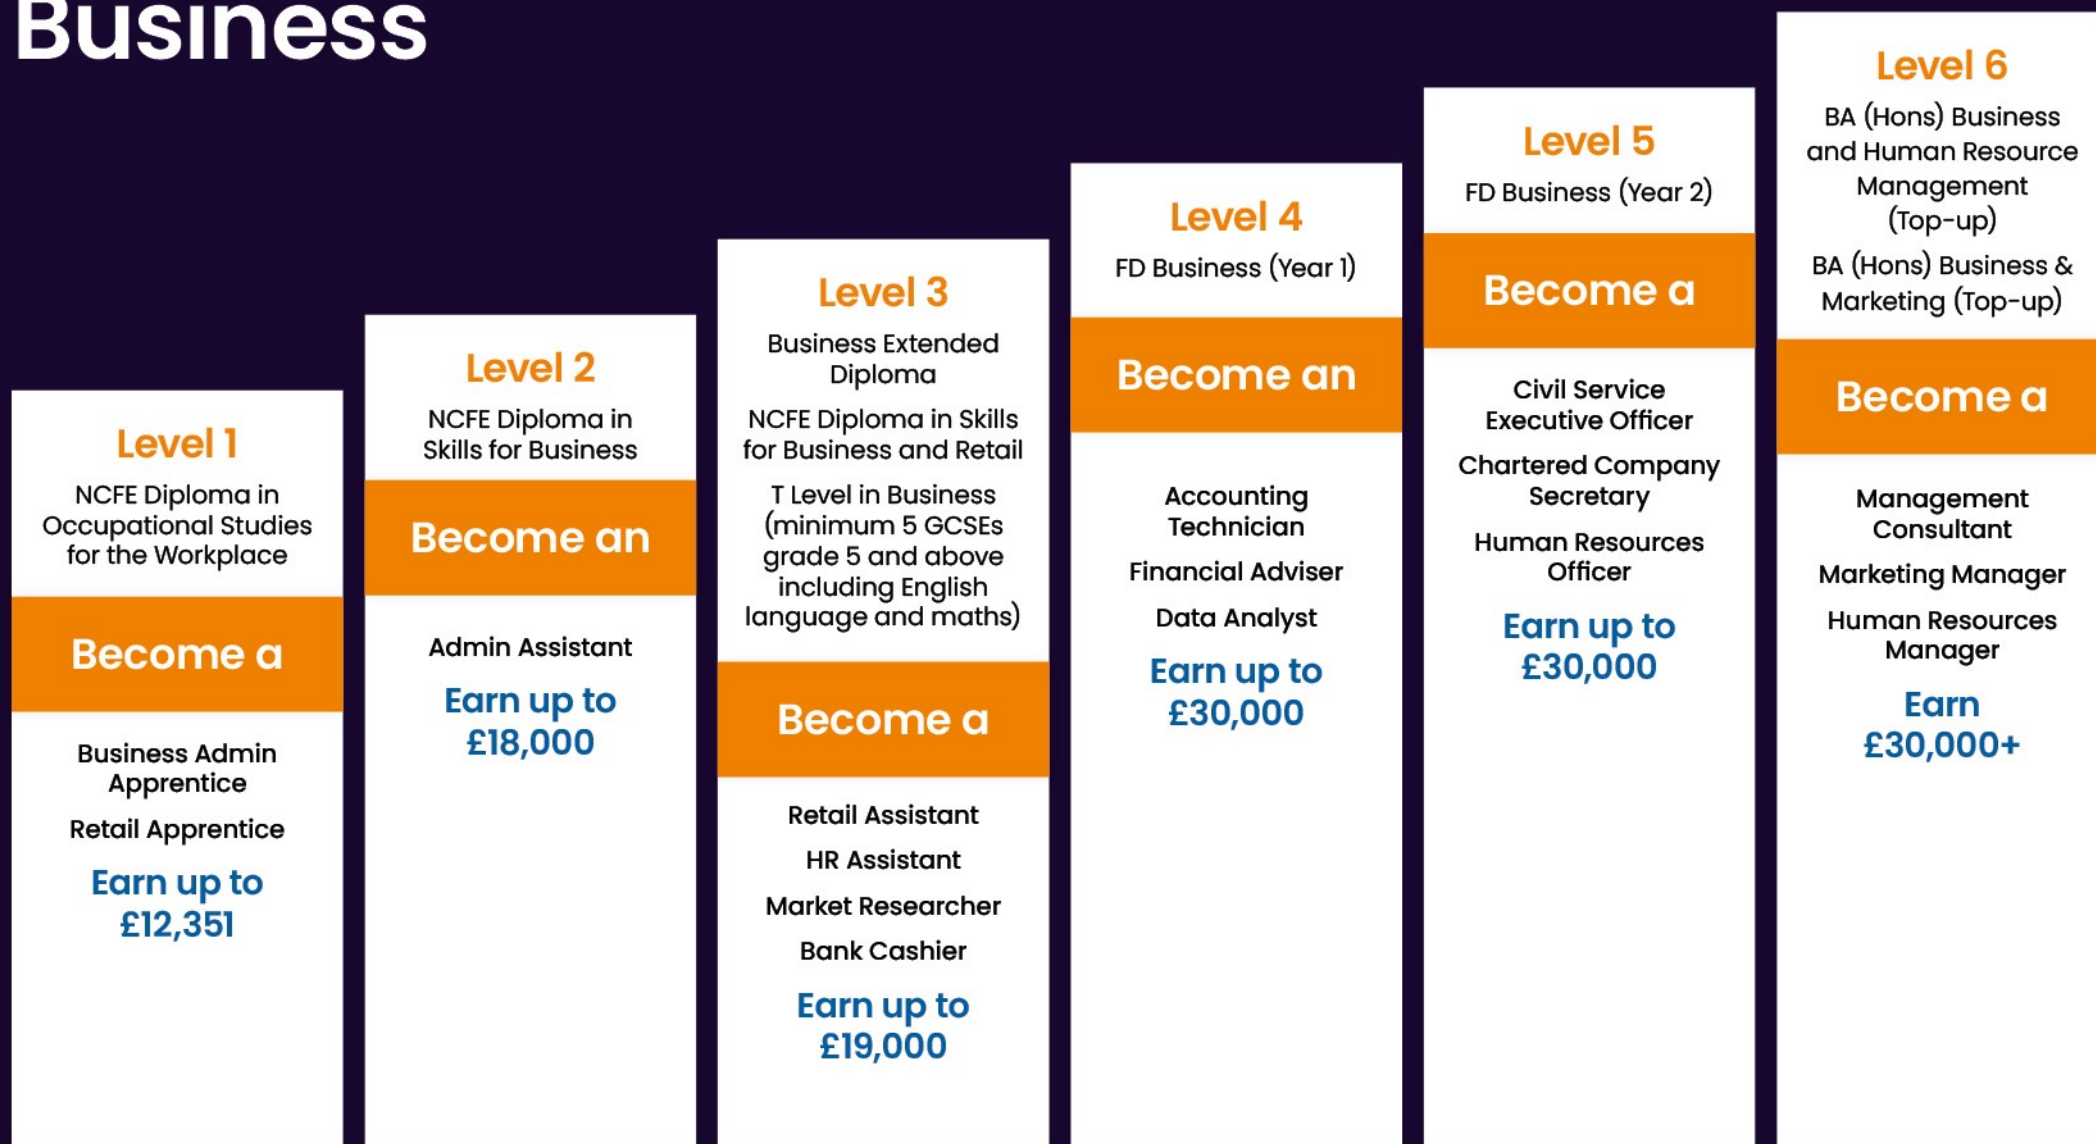 Business
Level 1
NCFE Diploma in
Occupational Studies
for the Workplace
Become a
Business Admin
Apprentice
Retail Apprentice
Earn up to
£12,351
Level 2
NCFE Diploma in
Skills for Business
Become an
Admin Assistant
Earn up to
£18,000
Level 3
Business Extended
Diploma
NCFE Diploma in Skills
for Business and Retail
T Level in Business
(minimum 5 GCSEs
grade 5 and above
including English
language and maths)
Become a
Retail Assistant
HR Assistant
Market Researcher
Bank Cashier
Earn up to
£19,000
Level 4
FD Business (Year 1)
Become an
Accounting
Technician
Financial Adviser
Data Analyst
Earn up to
£30,000
Level 5
FD Business (Year 2)
Become a
Civil Service
Executive Officer
Chartered Company
Secretary
Human Resources
Officer
Earn up to
£30,000
Level 6
BA (Hons) Business
and Human Resource
Management
(Top-up)
BA (Hons) Business &
Marketing (Top-up)
Become a
Management
Consultant
Marketing Manager
Human Resources
Manager
Earn
£30,000+